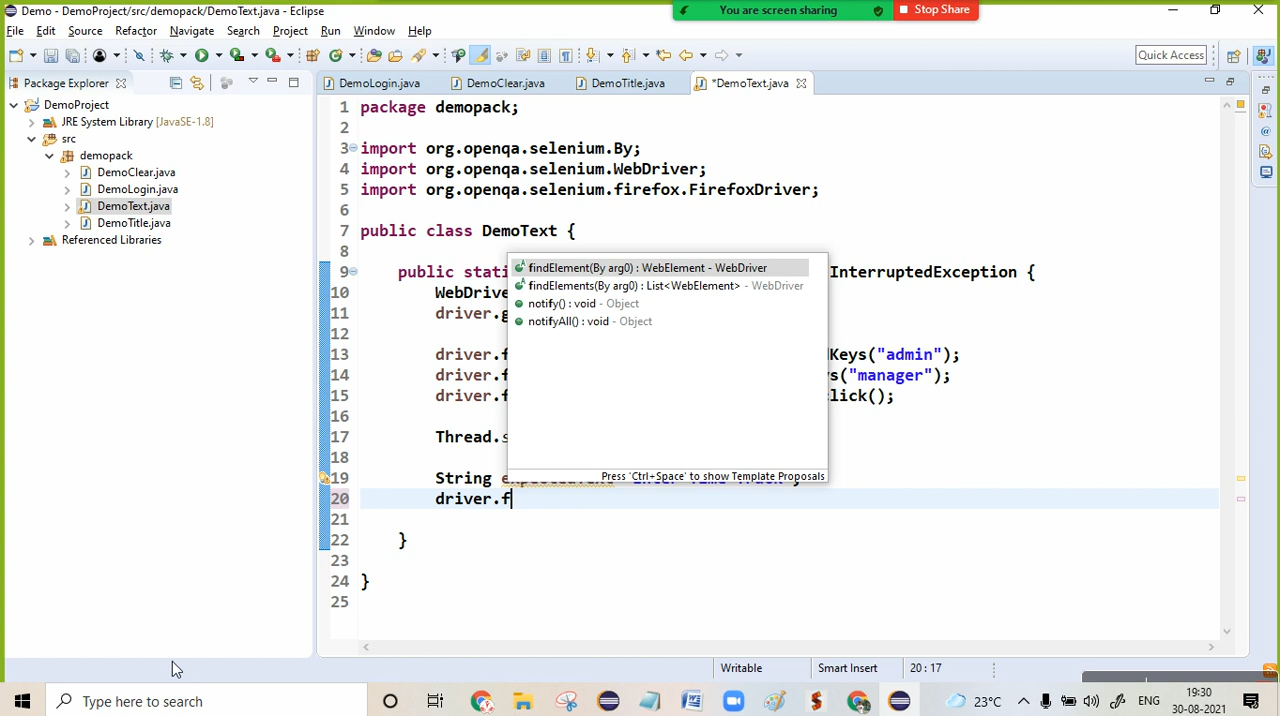 Demo - DemoProject/src/demopack/DemoText.java - Eclipse
You are screen sharing
Stop Share
File Edit Source Refactor Navigate Search Project Run Window Help
Quick Access
Package Explorer
DemoLogin.java
DemoClear.java
DemoTitle.java
*DemoText.java
DemoProject
JRE System Library [JavaSE-1.8]
src
demopack
DemoClear.java
DemoLogin.java
DemoText.java
DemoTitle.java
Referenced Libraries
1 package demopack;
2
3 import org.openqa.selenium.By;
4 import org.openqa.selenium.WebDriver;
5 import org.openqa.selenium.firefox.FirefoxDriver;
6
7 public class DemoText {
8
9 public stat InterruptedException {
10 WebDrive
11 driver.g
12
13 driver.f dKeys("admin");
14 driver.f ys("manager");
15 driver.f click();
16
17 Thread.s
18
19 String
20 driver.f
21
22 }
23
24 }
25
findElement(By arg0) : WebElement - WebDriver
findElements(By arg0) : List<WebElement> - WebDriver
notify() : void - Object
notifyAll() : void - Object
Press 'Ctrl+Space' to show Template Proposals
Writable
Smart Insert
20 : 17
Type here to search
23°C
ENG
19:30
30-08-2021